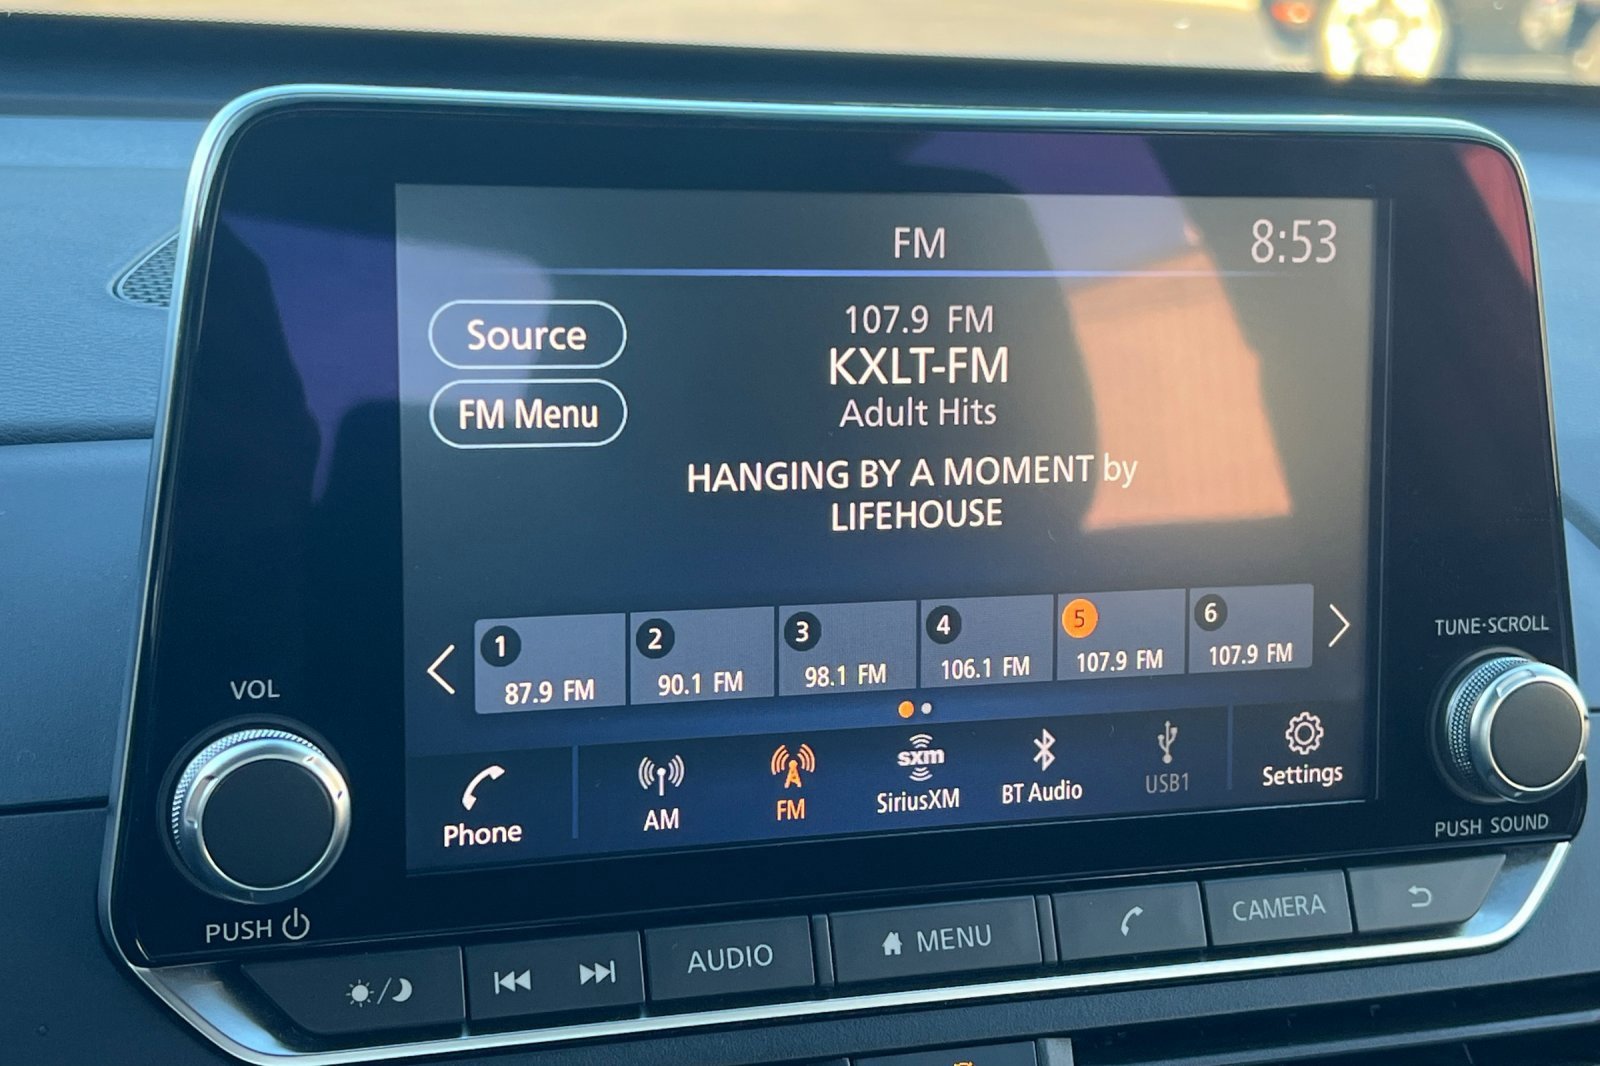 FM
8:53
Source
107.9 FM
KXLT-FM
FM Menu
Adult Hits
HANGING BY A MOMENT by
LIFEHOUSE
1
87.9 FM
2
90.1 FM
3
98.1 FM
4
106.1 FM
5
107.9 FM
6
107.9 FM
TUNE·SCROLL
VOL
Phone
AM
FM
sxm
SiriusXM
BT Audio
USB1
Settings
PUSH SOUND
PUSH
AUDIO
MENU
CAMERA